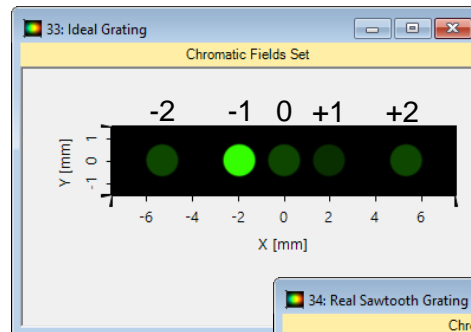 33: Ideal Grating
Chromatic Fields Set
-2 -1 0 +1 +2
Y [mm]
1
0
-1
-6 -4 -2 0 2 4 6
X [mm]
34: Real Sawtooth Grating
Chr